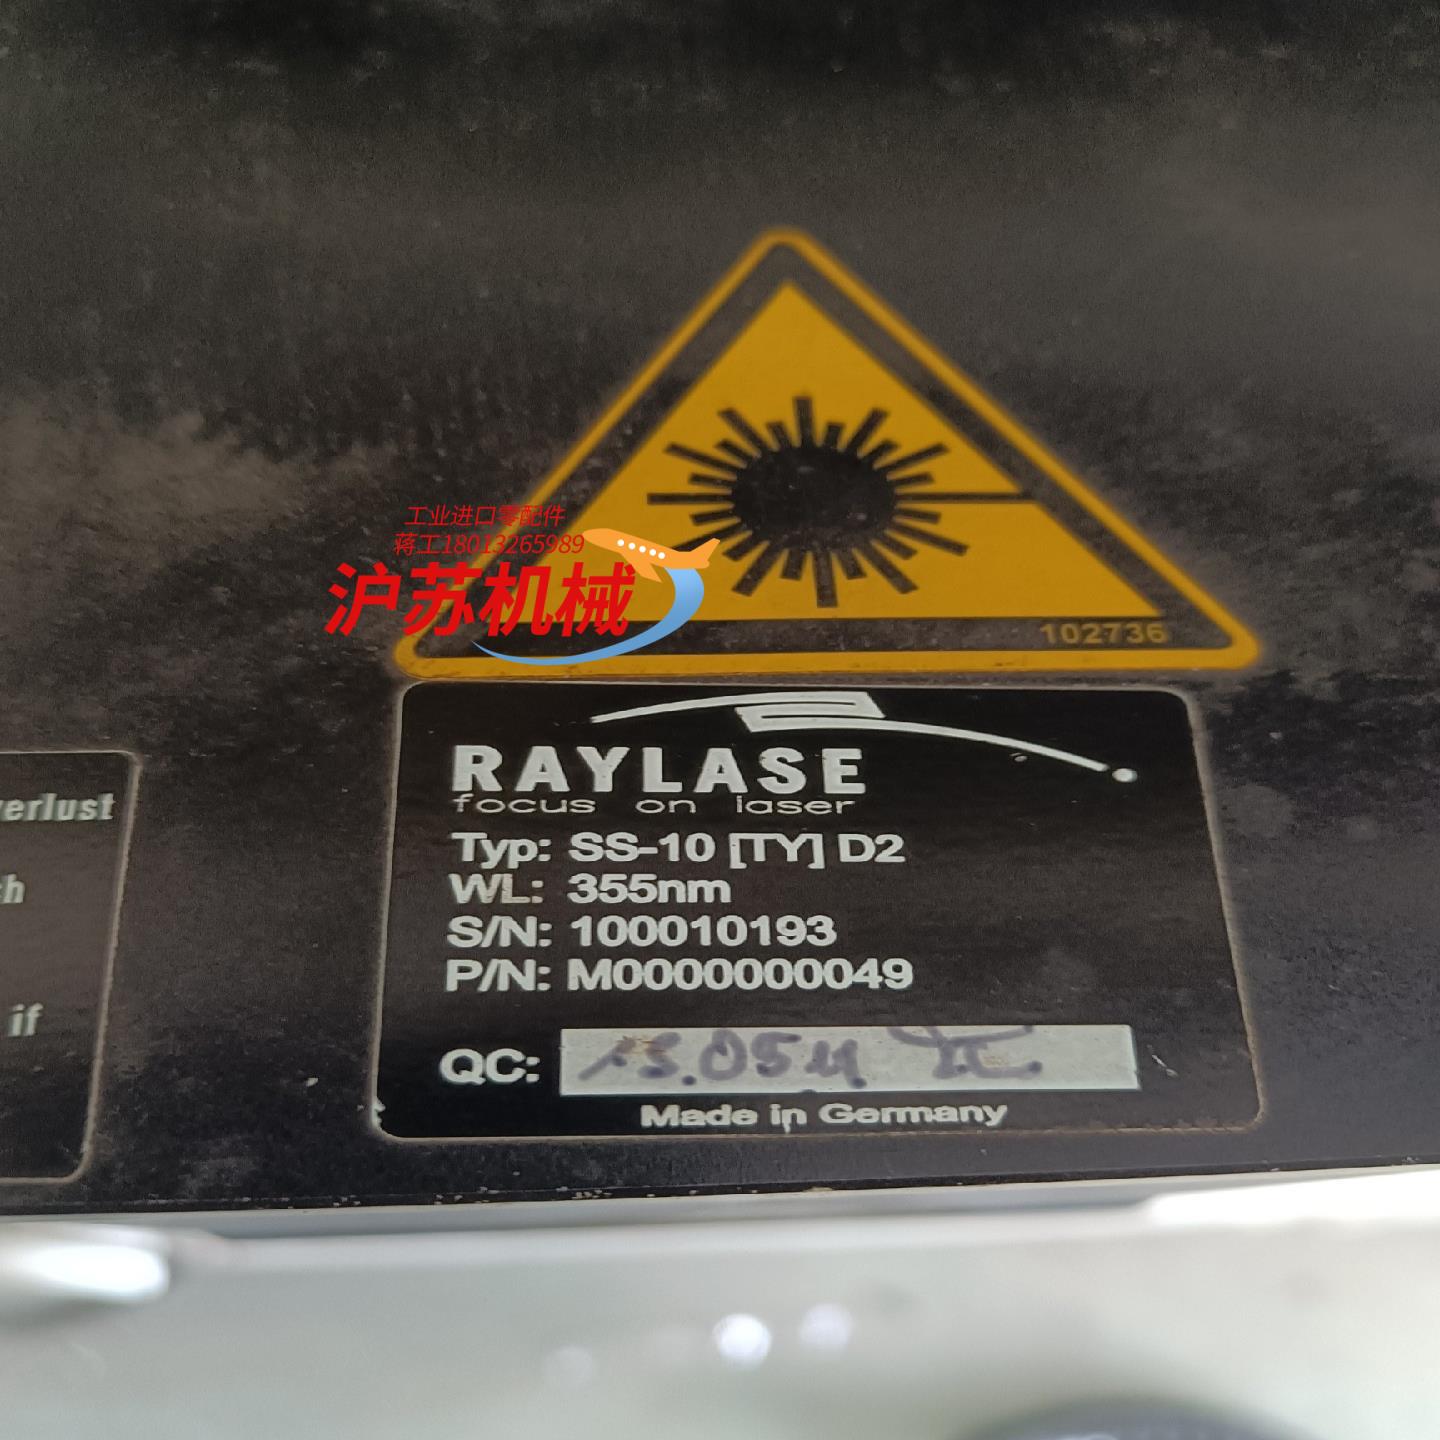 工业进口零配件
蒋工18013265989
沪苏机械
102736
erlust
h
if
RAYLASE
focus on laser
Typ: SS-10 [TY] D2
WL: 355nm
S/N: 100010193
P/N: M0000000049
QC:
Made in Germany